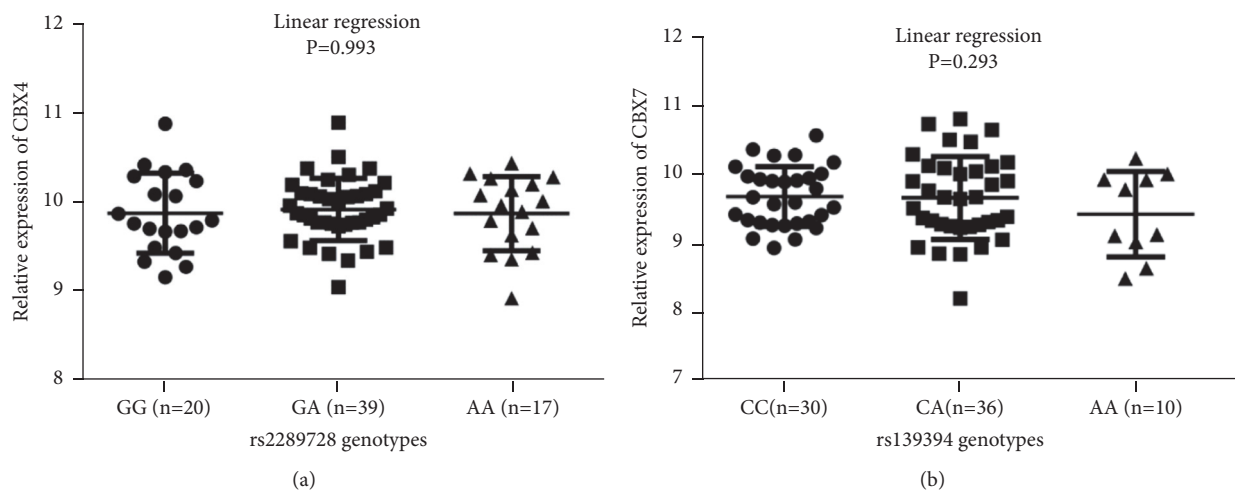 Linear regression
P=0.993
Relative expression of CBX4
12
11
10
9
8
GG (n=20)
GA (n=39)
AA (n=17)
rs2289728 genotypes
(a)
Linear regression
P=0.293
Relative expression of CBX7
12
11
10
9
8
7
CC(n=30)
CA(n=36)
AA (n=10)
rs139394 genotypes
(b)